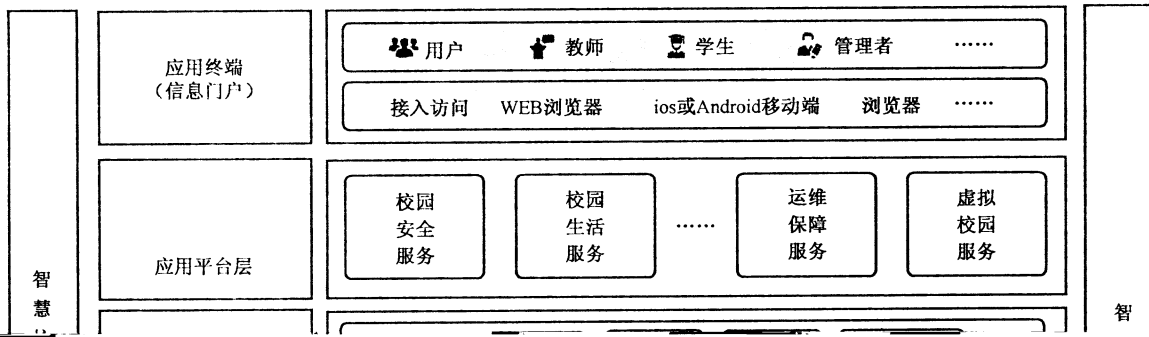 应用终端
（信息门户）
用户 教师 学生 管理者 ……
接入访问 WEB浏览器 ios或Android移动端 浏览器 ……
应用平台层
校园
安全
服务
校园
生活
服务
……
运维
保障
服务
虚拟
校园
服务
智
慧
智